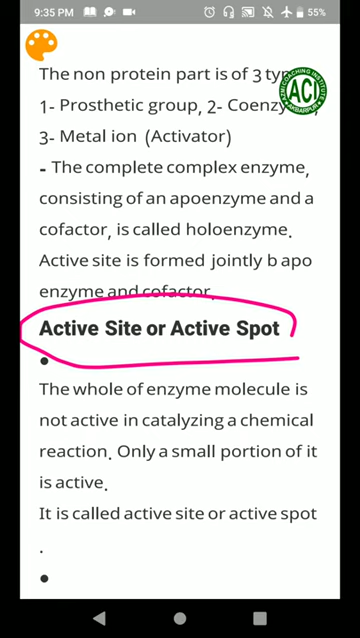 9:35 PM 55%
The non protein part is of 3
1- Prosthetic group, 2-
3- Metal ion (Activator)
- The complete complex enzyme,
consisting of an apoenzyme and a
cofactor, is called holoenzyme.
Active site is formed jointly b apo
enzyme and cofactor.
Active Site or Active Spot
The whole of enzyme molecule is
not active in catalyzing a chemical
reaction. Only a small portion of it
is active.
It is called active site or active spot
.
ACI